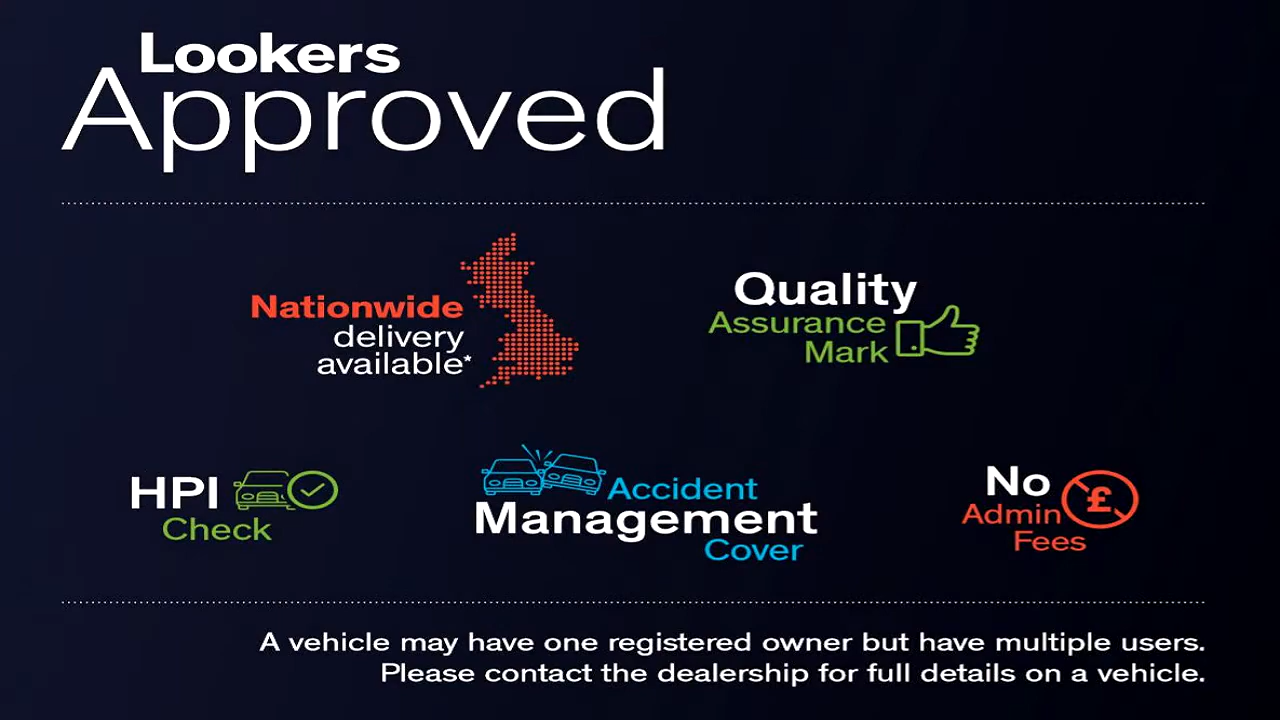 Lookers
Approved
Nationwide
delivery
available*
Quality
Assurance
Mark
HPI
Check
Accident
Management
Cover
No
Admin
£
Fees
A vehicle may have one registered owner but have multiple users.
Please contact the dealership for full details on a vehicle.